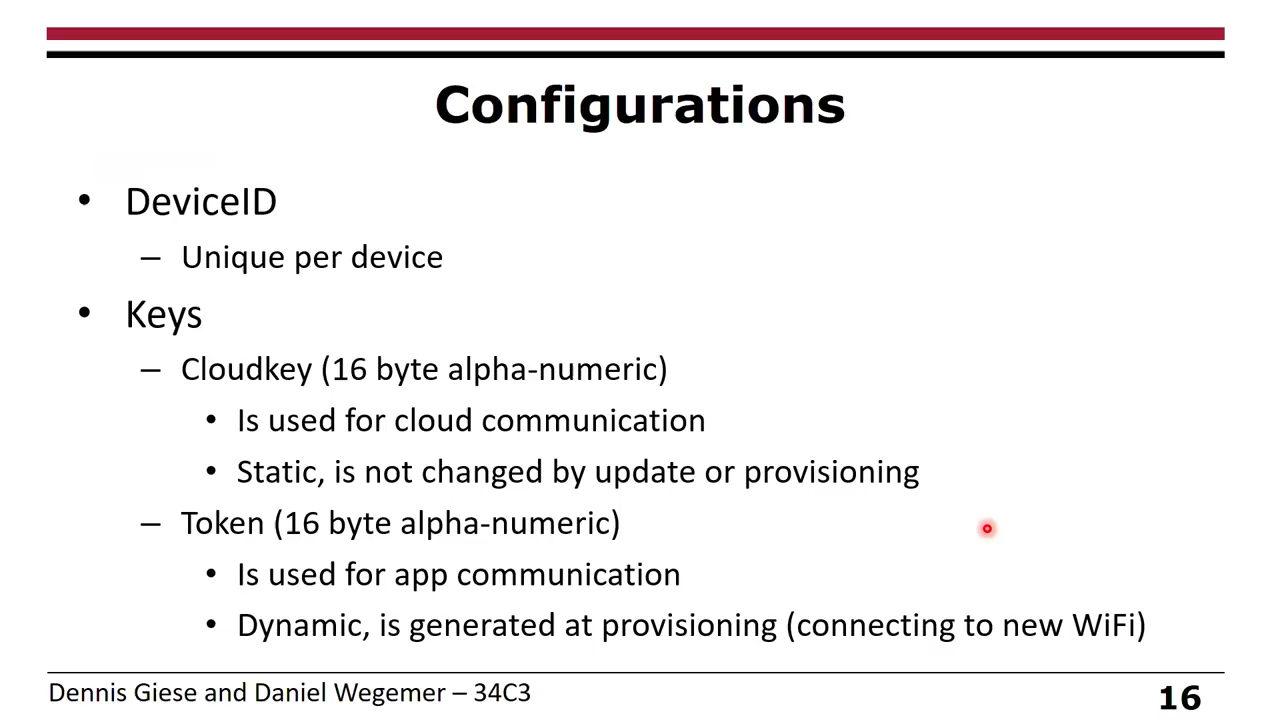 Configurations
• DeviceID
– Unique per device
• Keys
– Cloudkey (16 byte alpha-numeric)
• Is used for cloud communication
• Static, is not changed by update or provisioning
– Token (16 byte alpha-numeric)
• Is used for app communication
• Dynamic, is generated at provisioning (connecting to new WiFi)
Dennis Giese and Daniel Wegemer – 34C3
16